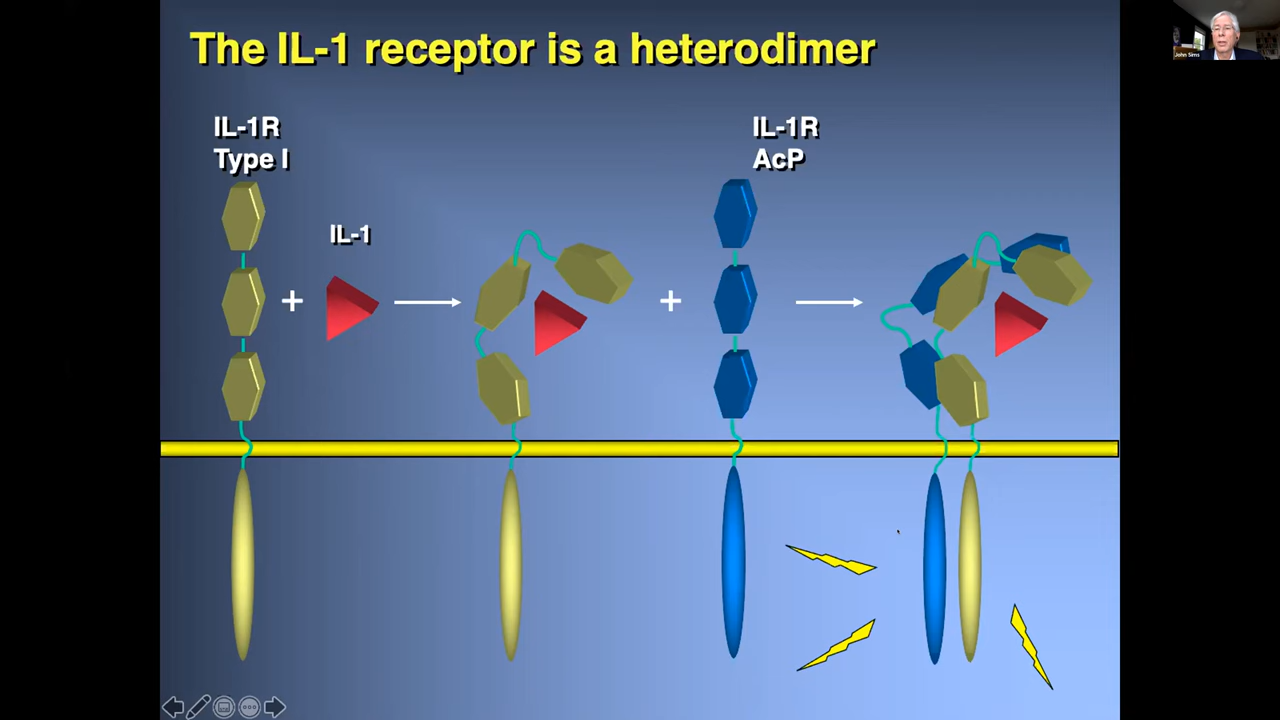 The IL-1 receptor is a heterodimer
IL-1R
Type I
IL-1
+
IL-1R
AcP
+
John Sims